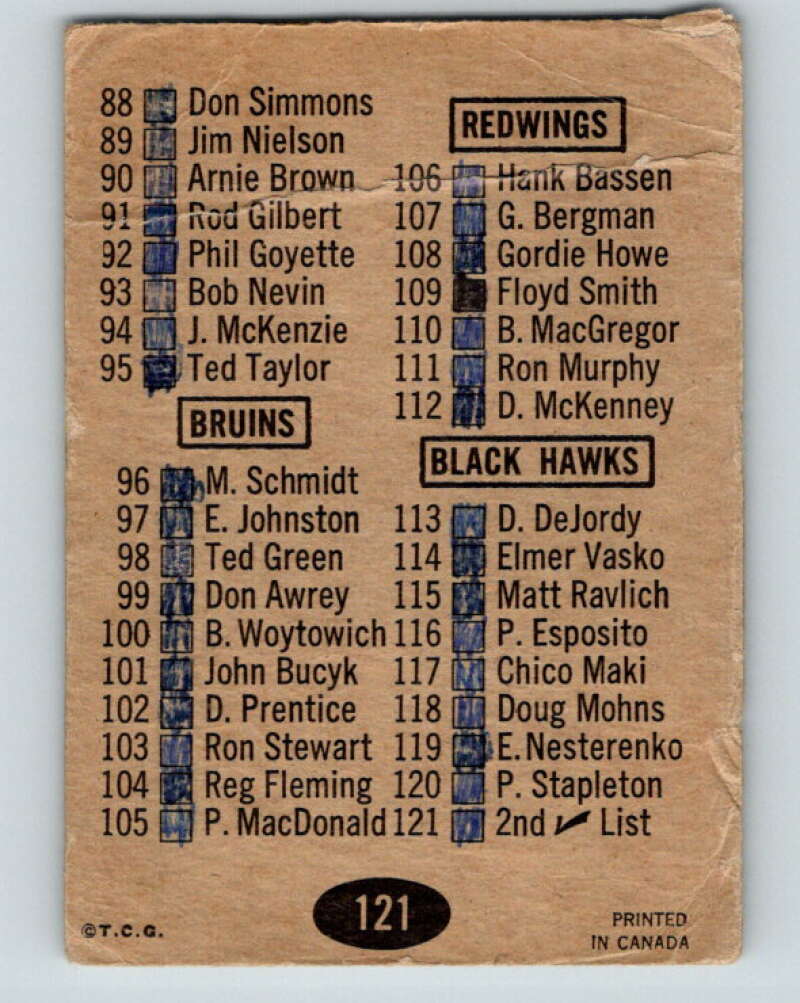 88 Don Simmons
89 Jim Nielson
90 Arnie Brown
91 Rod Gilbert
92 Phil Goyette
93 Bob Nevin
94 J. McKenzie
95 Ted Taylor
BRUINS
96 M. Schmidt
97 E. Johnston
98 Ted Green
99 Don Awrey
100 B. Woytowich
101 John Bucyk
102 D. Prentice
103 Ron Stewart
104 Reg Fleming
105 P. MacDonald
REDWINGS
106 Hank Bassen
107 G. Bergman
108 Gordie Howe
109 Floyd Smith
110 B. MacGregor
111 Ron Murphy
112 D. McKenney
BLACK HAWKS
113 D. DeJordy
114 Elmer Vasko
115 Matt Ravlich
116 P. Esposito
117 Chico Maki
118 Doug Mohns
119 E. Nesterenko
120 P. Stapleton
121 2nd ✓ List
121
©T.C.G.
PRINTED
IN CANADA